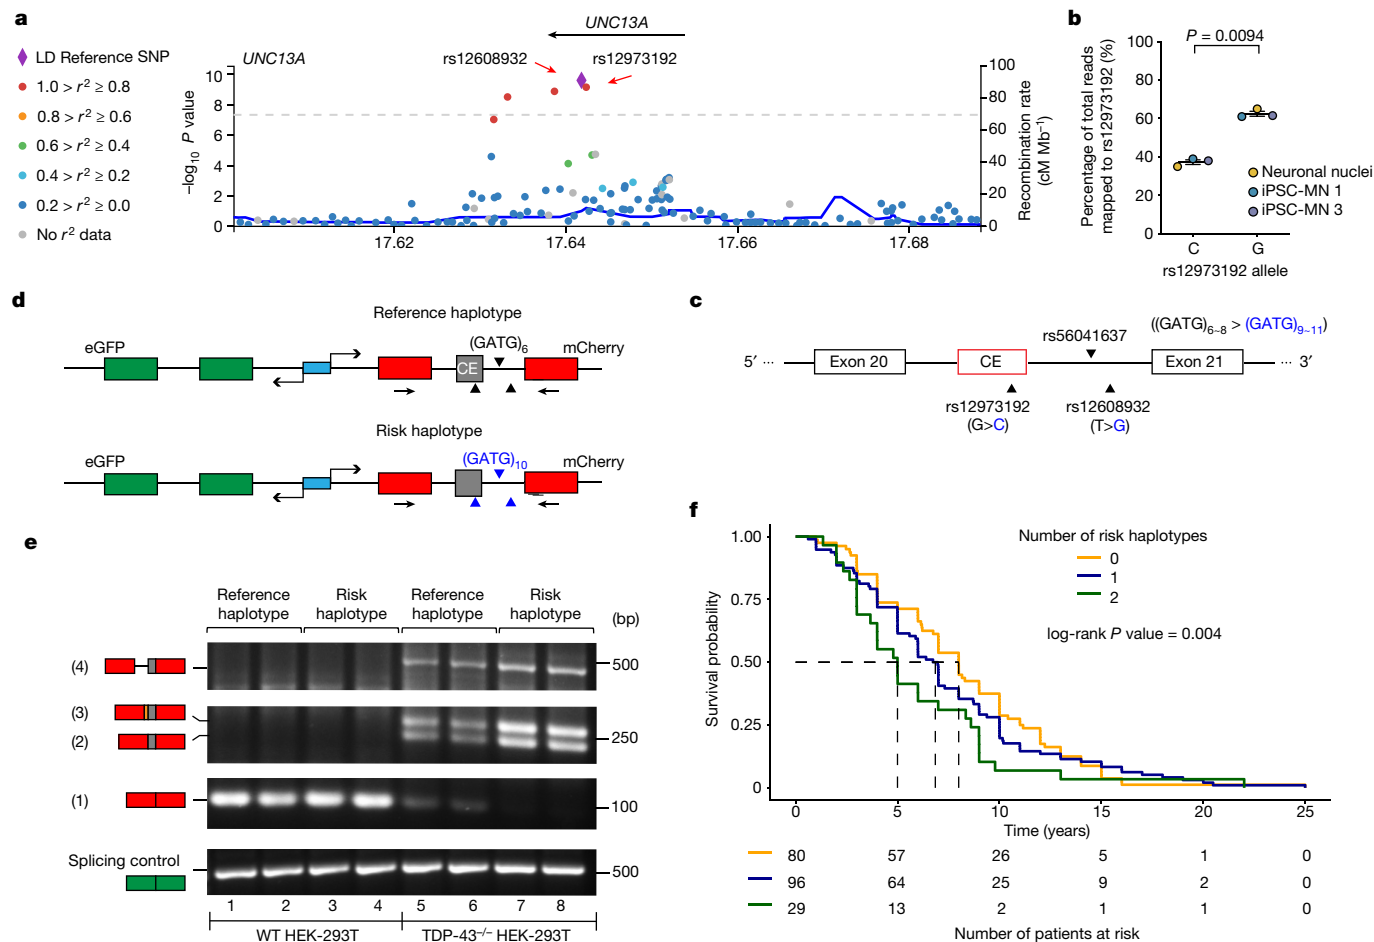 a
UNC13A
LD Reference SNP
1.0 > r² ≥ 0.8
0.8 > r² ≥ 0.6
0.6 > r² ≥ 0.4
0.4 > r² ≥ 0.2
0.2 > r² ≥ 0.0
No r² data
UNC13A
rs12608932
rs12973192
–log₁₀ P value
10
8
6
4
2
0
100
80
60
40
20
0
Recombination rate
(cM Mb⁻¹)
17.62
17.64
17.66
17.68
b
P = 0.0094
Percentage of total reads
mapped to rs12973192 (%)
100
80
60
40
20
0
Neuronal nuclei
iPSC-MN 1
iPSC-MN 3
C
G
rs12973192 allele
d
Reference haplotype
eGFP
(GATG)₆
mCherry
CE
Risk haplotype
eGFP
(GATG)₁₀
mCherry
c
((GATG)₆~₈ > (GATG)₉~₁₁)
rs56041637
5′ ··· Exon 20 CE Exon 21 ··· 3′
rs12973192
(G>C)
rs12608932
(T>G)
e
Reference
haplotype
Risk
haplotype
Reference
haplotype
Risk
haplotype
(bp)
(4)
500
(3)
(2)
250
(1)
100
Splicing control
500
1 2 3 4 5 6 7 8
WT HEK-293T
TDP-43⁻/⁻ HEK-293T
f
Survival probability
1.00
0.75
0.50
0.25
0
Number of risk haplotypes
0
1
2
log-rank P value = 0.004
0 5 10 15 20 25
Time (years)
80 57 26 5 1 0
96 64 25 9 2 0
29 13 2 1 1 0
Number of patients at risk